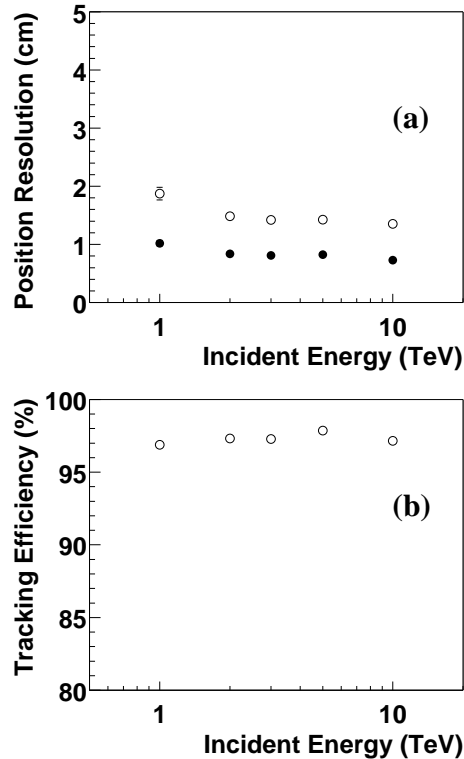 Position Resolution (cm)
5
4
3
2
1
0
(a)
1
10
Incident Energy (TeV)
Tracking Efficiency (%)
100
95
90
85
80
(b)
1
10
Incident Energy (TeV)